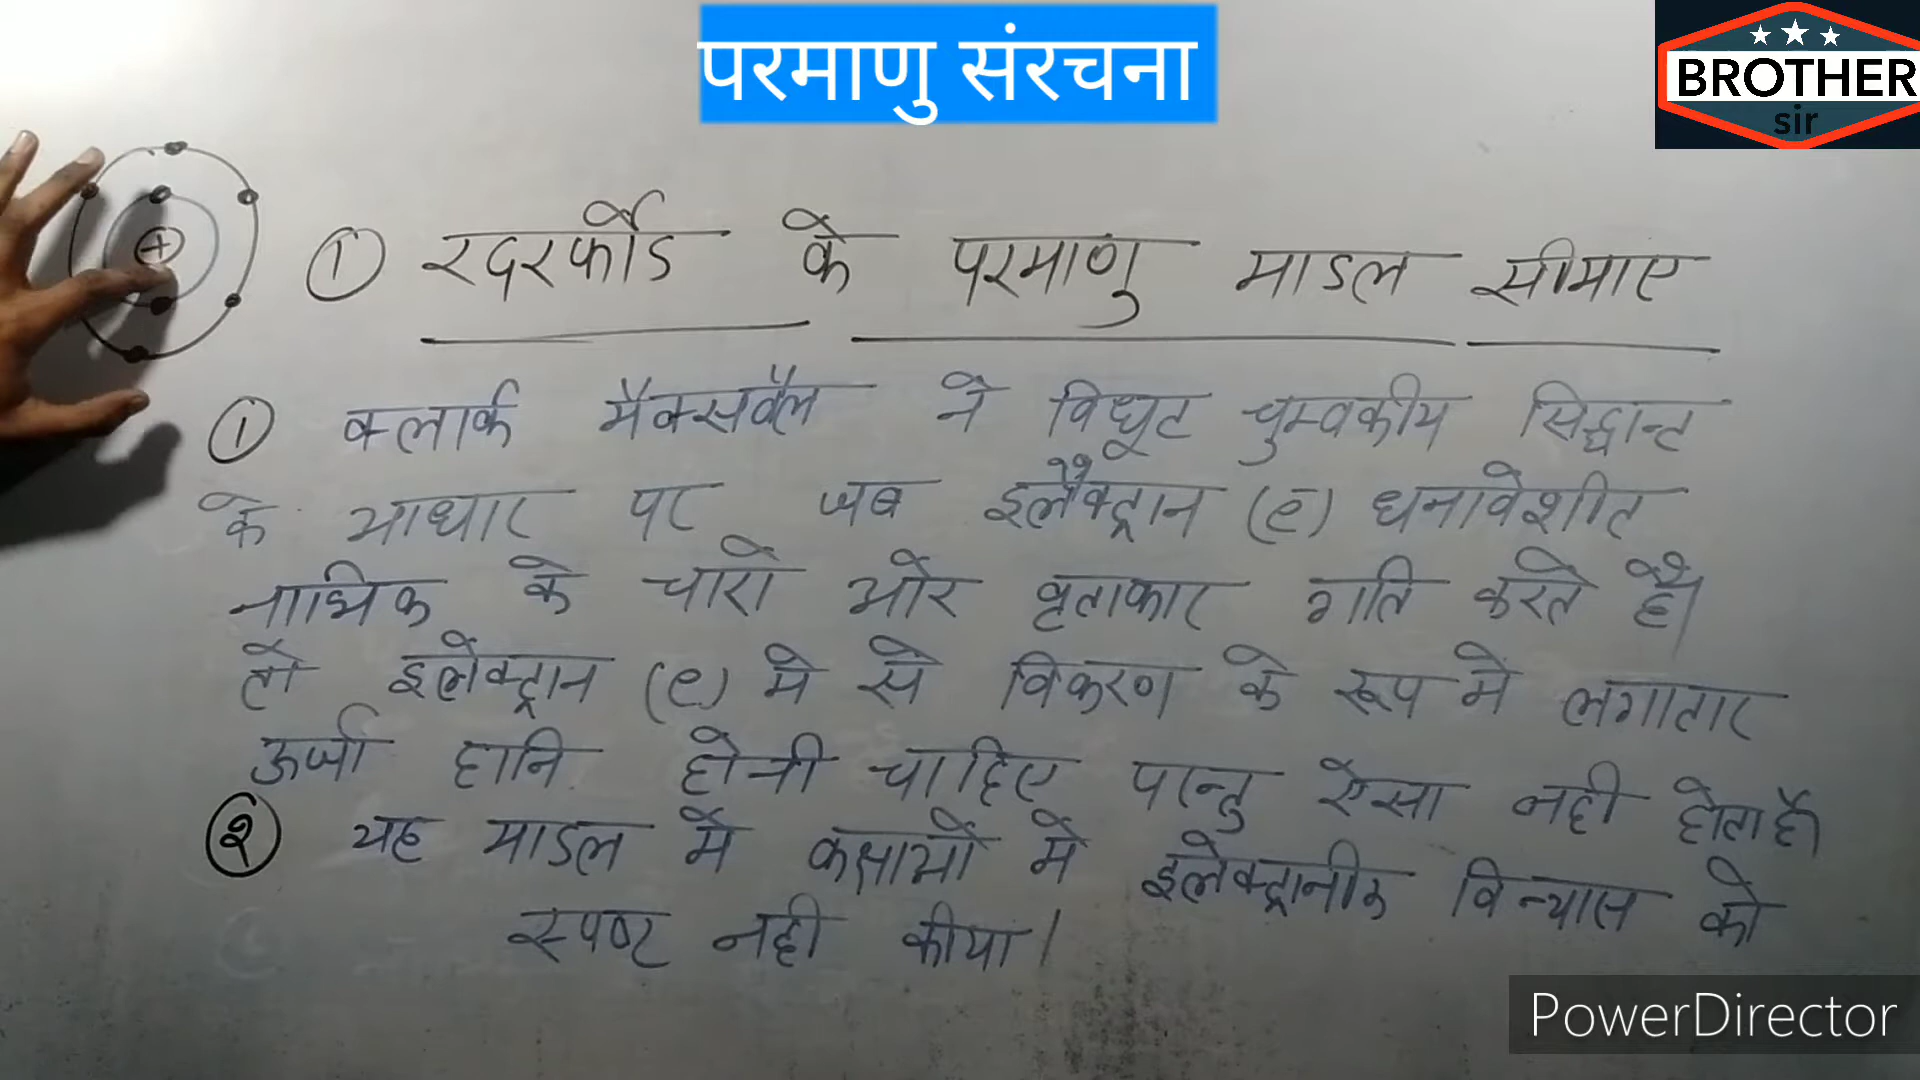 परमाणु संरचना
BROTHER
sir
① रदरफोर्ड के परमाणु माडल सीमाए
① क्लार्क मैक्सवैल ने विधूट चुम्वकीय सिद्धान्ट
के आधार पर जब इलैक्ट्रान (e) धनावेशीट
नाभिक के चारो ओर वृताकार गति करते है।
तो इलेक्ट्रान (e) मे से विकरण के रूप मे लगाटार
ऊर्जा हानि होनी चाहिए परन्टु ऐसा नही होता है
② यह माडल मे कक्षाओ मे इलेक्ट्रानीक विन्यास को
स्पष्ट नही कीया।
PowerDirector